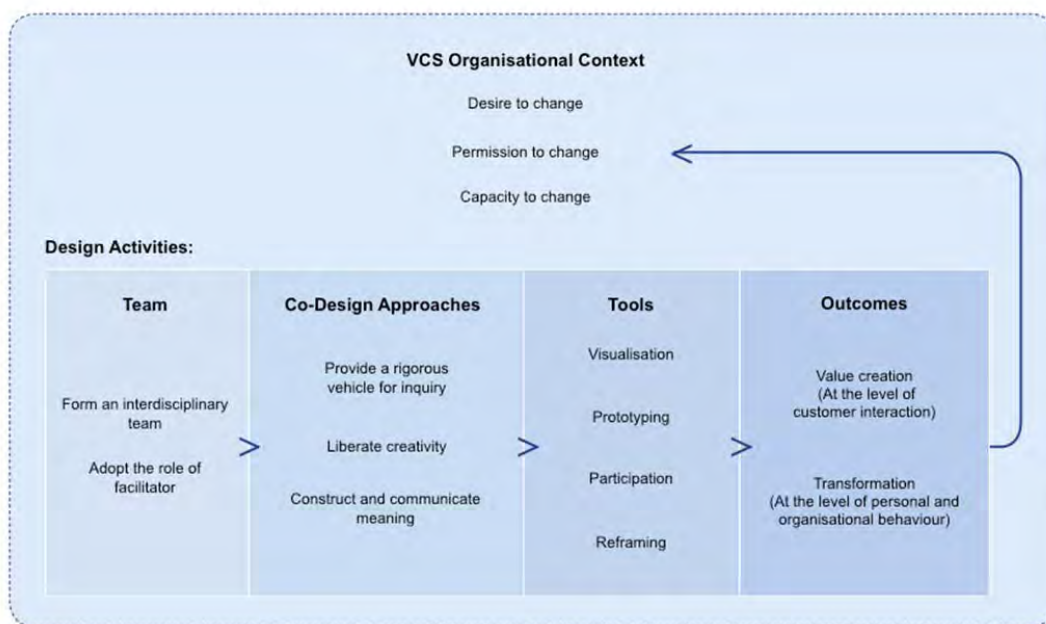 VCS Organisational Context
Desire to change
Permission to change
Capacity to change
Design Activities:
Team
Form an interdisciplinary
team
Adopt the role of
facilitator
Co-Design Approaches
Provide a rigorous
vehicle for inquiry
Liberate creativity
Construct and communicate
meaning
Tools
Visualisation
Prototyping
Participation
Reframing
Outcomes
Value creation
(At the level of
customer interaction)
Transformation
(At the level of personal and
organisational behaviour)